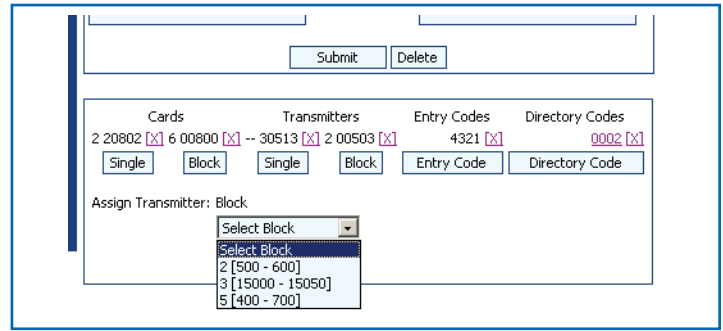 Submit Delete
Cards Transmitters Entry Codes Directory Codes
2 20802 [X] 6 00800 [X] -- 30513 [X] 2 00503 [X] 4321 [X] 0002 [X]
Single Block Single Block Entry Code Directory Code
Assign Transmitter: Block
Select Block
Select Block
2 [500 - 600]
3 [15000 - 15050]
5 [400 - 700]